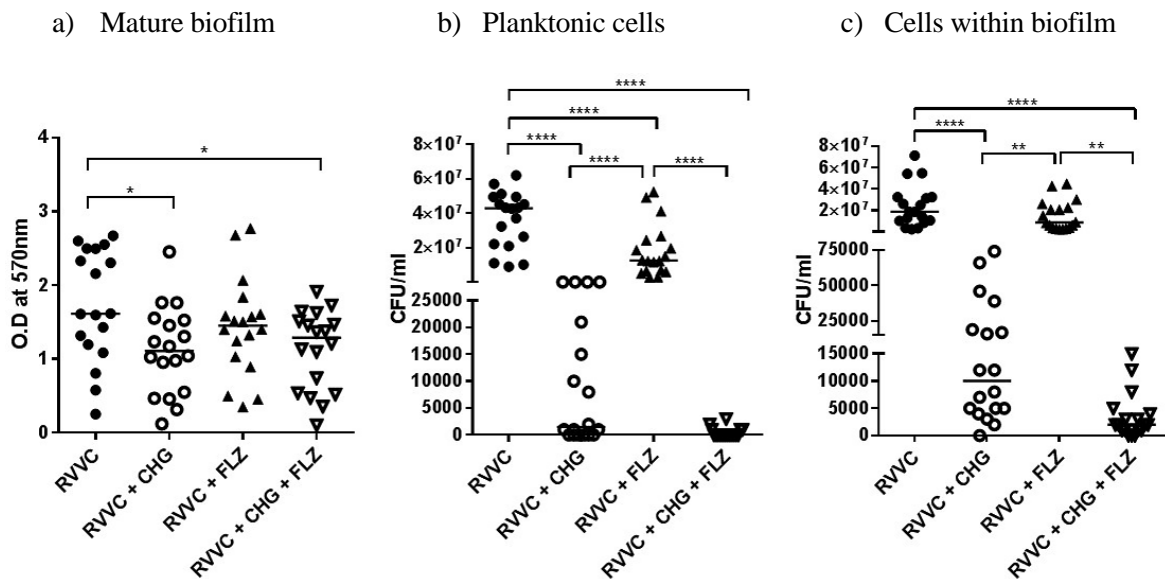 a) Mature biofilm
b) Planktonic cells
c) Cells within biofilm
O.D at 570nm
4
3
2
1
0
*
*
RVVC
RVVC + CHG
RVVC + FLZ
RVVC + CHG + FLZ
CFU/ml
8×10⁷
6×10⁷
4×10⁷
2×10⁷
25000
20000
15000
10000
5000
0
****
****
****
****
****
RVVC
RVVC + CHG
RVVC + FLZ
RVVC + CHG + FLZ
CFU/ml
8×10⁷
6×10⁷
4×10⁷
2×10⁷
75000
50000
25000
15000
10000
5000
0
****
****
**
**
RVVC
RVVC + CHG
RVVC + FLZ
RVVC + CHG + FLZ